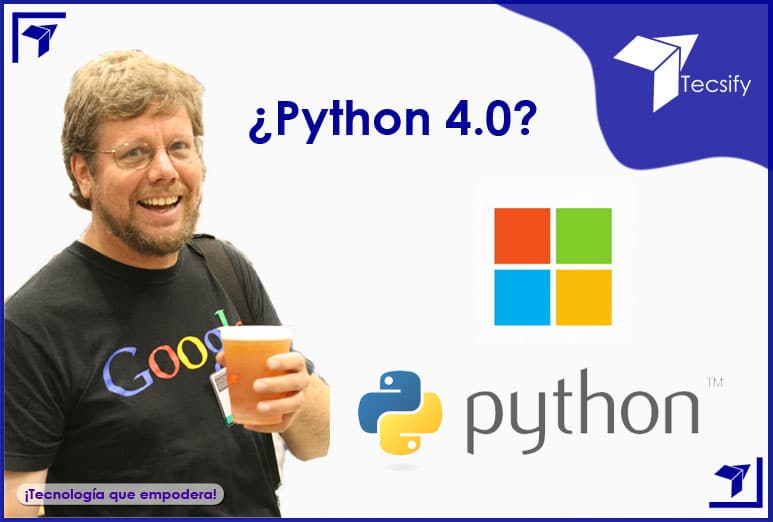 ¿Python 4.0?
Tecsify
Google
python™
¡Tecnología que empodera!